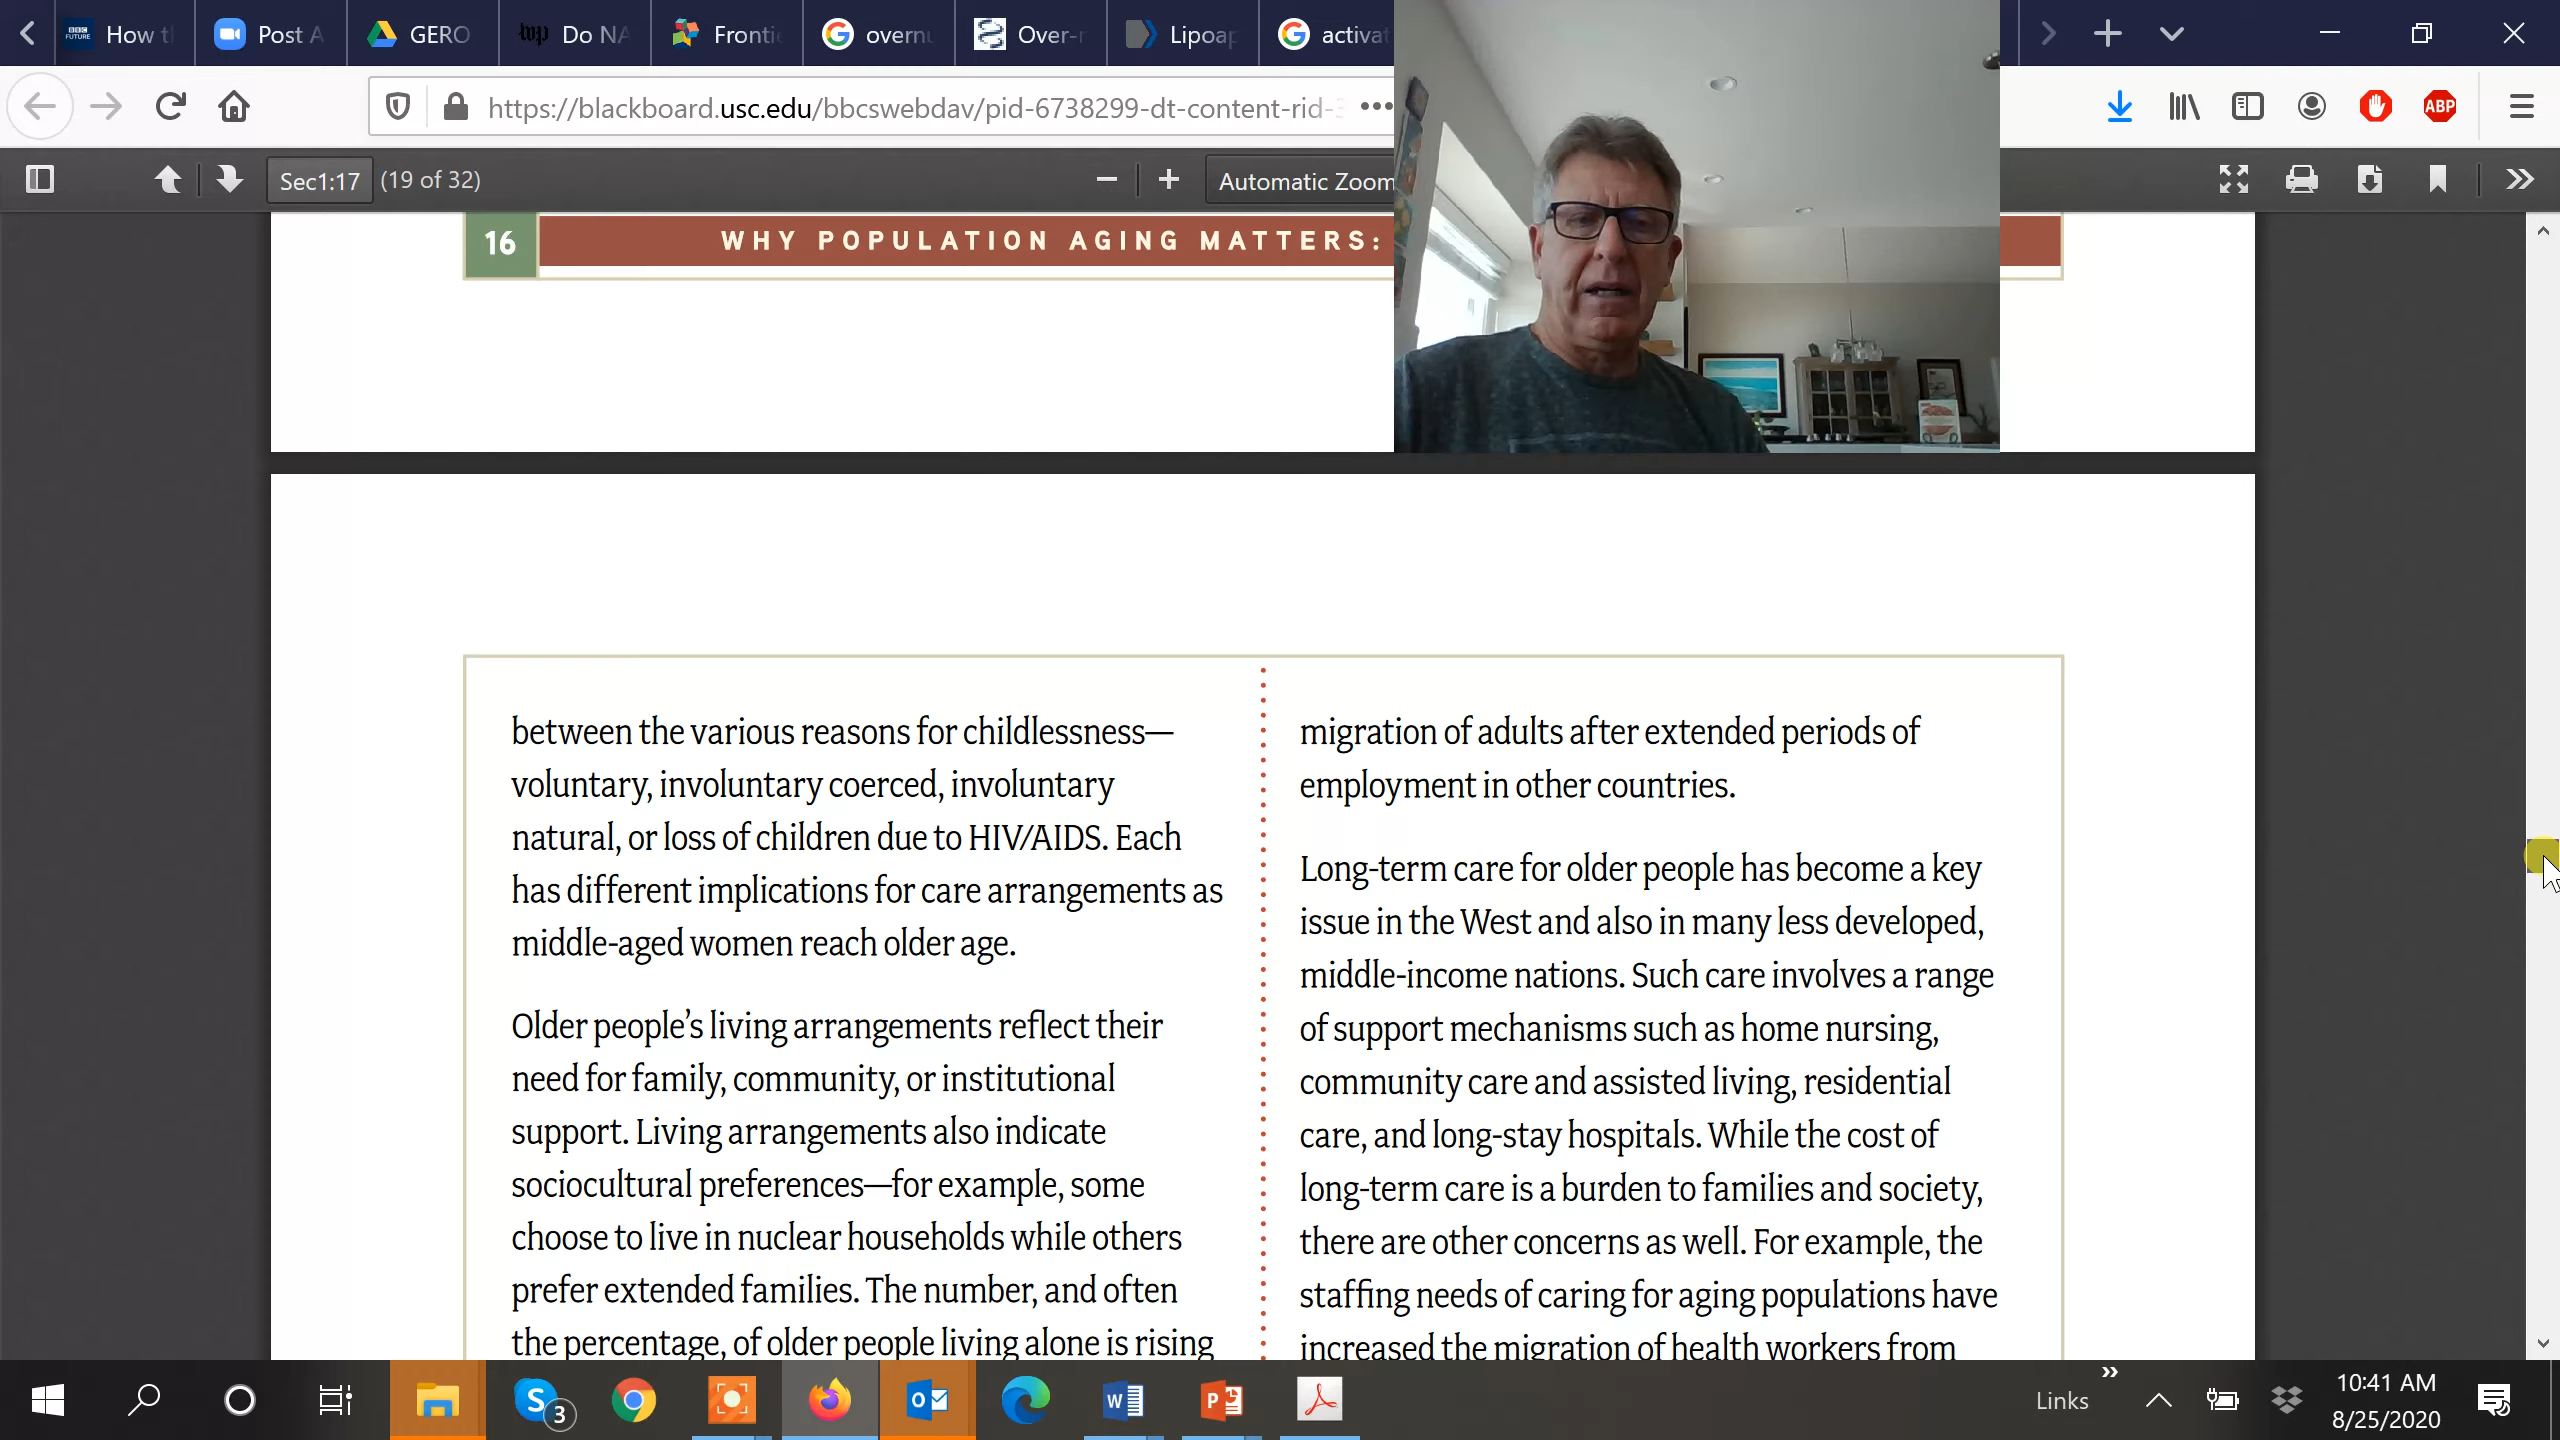 How t
Post A
GERO
wp Do NA
Fronti
overnu
Over-r
Lipoap
activat
https://blackboard.usc.edu/bbcswebdav/pid-6738299-dt-content-rid-3
ABP
Sec1:17 (19 of 32)
Automatic Zoom
16 WHY POPULATION AGING MATTERS:
between the various reasons for childlessness—
voluntary, involuntary coerced, involuntary
natural, or loss of children due to HIV/AIDS. Each
has different implications for care arrangements as
middle-aged women reach older age.
Older people’s living arrangements reflect their
need for family, community, or institutional
support. Living arrangements also indicate
sociocultural preferences—for example, some
choose to live in nuclear households while others
prefer extended families. The number, and often
the percentage, of older people living alone is rising
migration of adults after extended periods of
employment in other countries.
Long-term care for older people has become a key
issue in the West and also in many less developed,
middle-income nations. Such care involves a range
of support mechanisms such as home nursing,
community care and assisted living, residential
care, and long-stay hospitals. While the cost of
long-term care is a burden to families and society,
there are other concerns as well. For example, the
staffing needs of caring for aging populations have
increased the migration of health workers from
3
Links
10:41 AM
8/25/2020